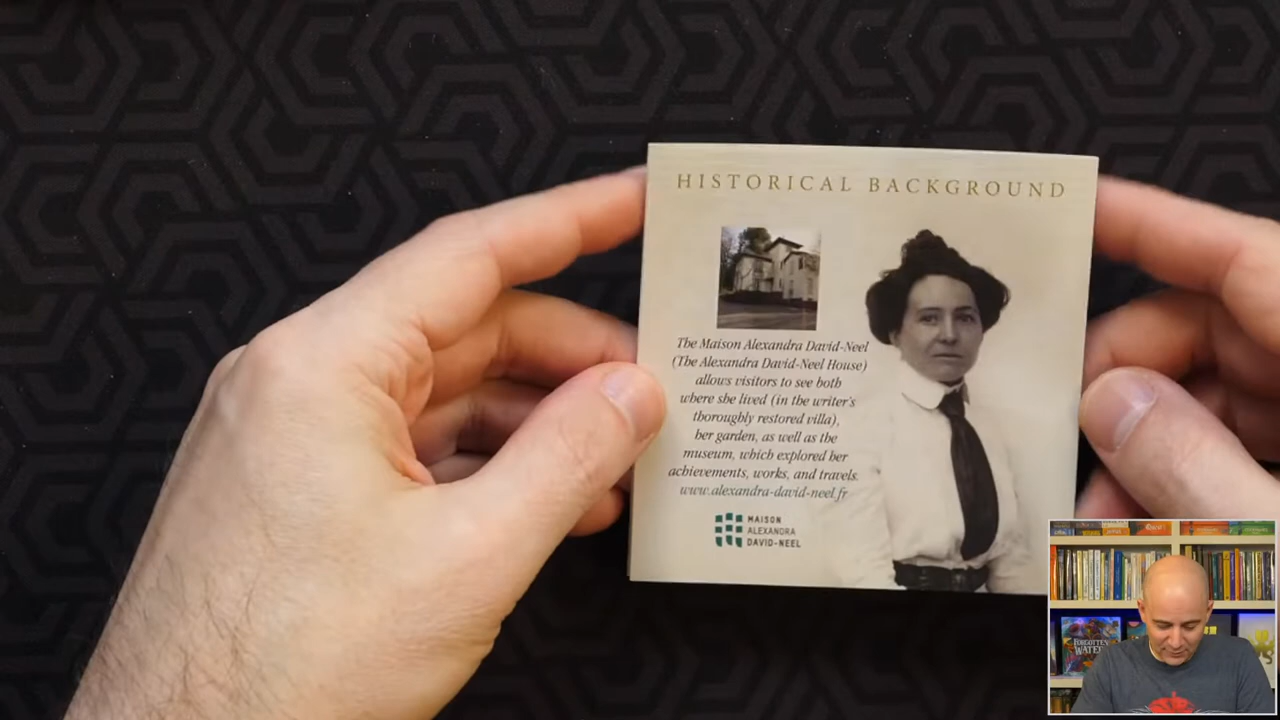 HISTORICAL BACKGROUND
The Maison Alexandra David-Neel
(The Alexandra David-Neel House)
allows visitors to see both
where she lived (in the writer's
thoroughly restored villa),
her garden, as well as the
museum, which explored her
achievements, works, and travels.
www.alexandra-david-neel.fr
MAISON
ALEXANDRA
DAVID-NEEL
FORGOTTEN